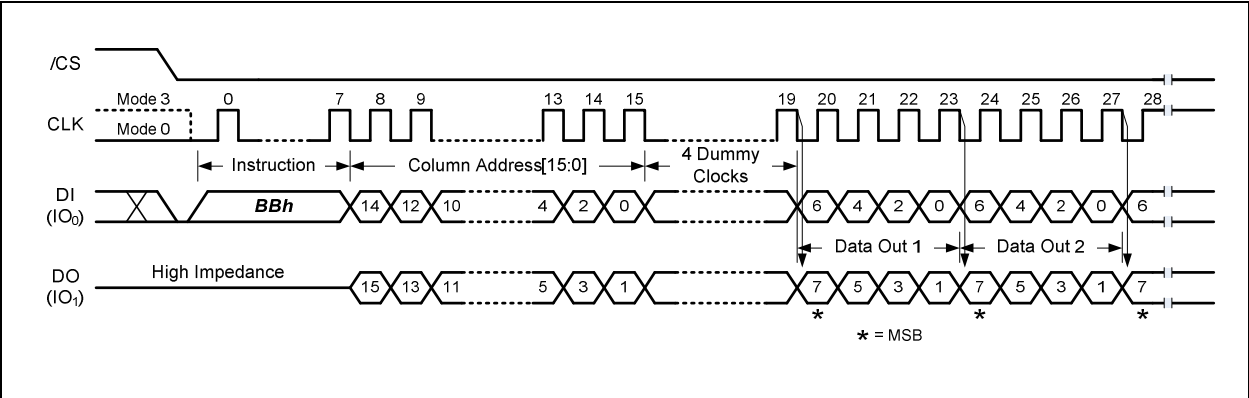 /CS
Mode 3 0 7 8 9 13 14 15 19 20 21 22 23 24 25 26 27 28
CLK
Mode 0
Instruction Column Address[15:0] 4 Dummy
Clocks
DI
(IO0) BBh 14 12 10 4 2 0 6 4 2 0 6 4 2 0 6
Data Out 1 Data Out 2
High Impedance
DO
(IO1) 15 13 11 5 3 1 7 5 3 1 7 5 3 1 7
* * *
* = MSB